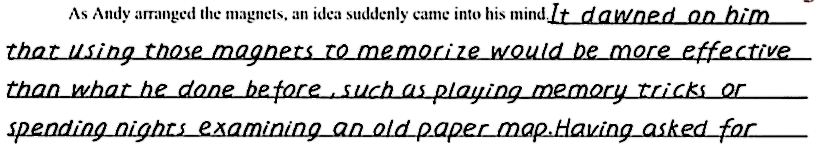 As Andy arranged the magnets, an idea suddenly came into his mind. It dawned on him
that using those magnets to memorize would be more effective
than what he done before, such as playing memory tricks or
spending nights examining an old paper map. Having asked for